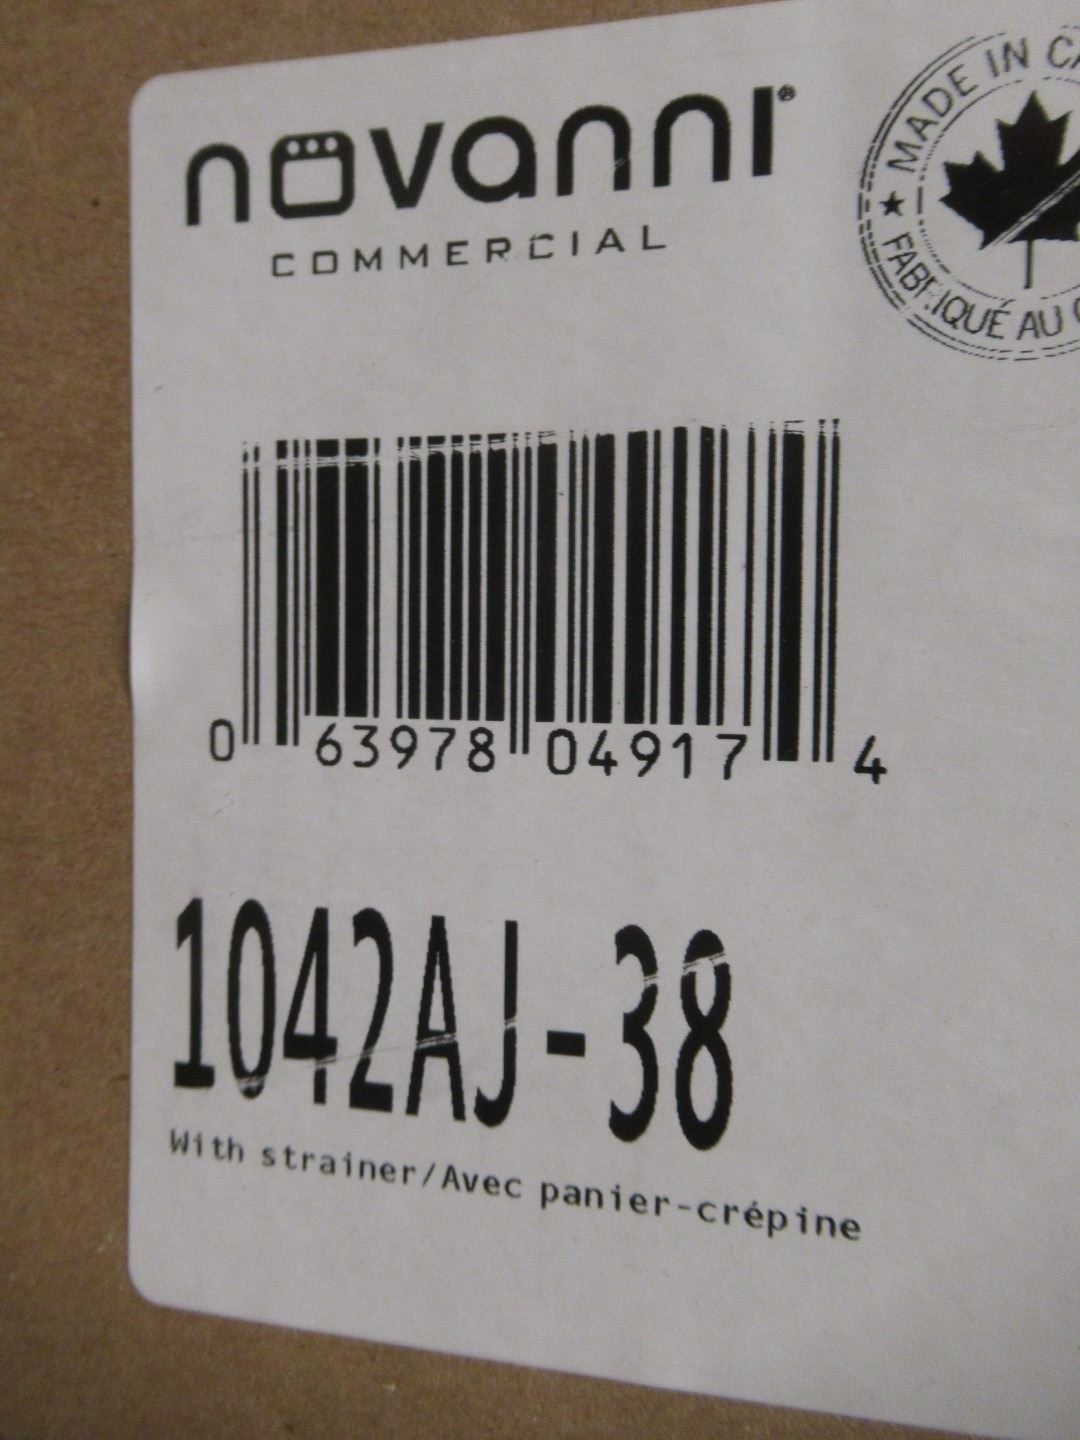 novanni®
COMMERCIAL
MADE IN CA
★ FABRIQUÉ AU C
0 63978 04917 4
1042AJ-38
With strainer/Avec panier-crépine